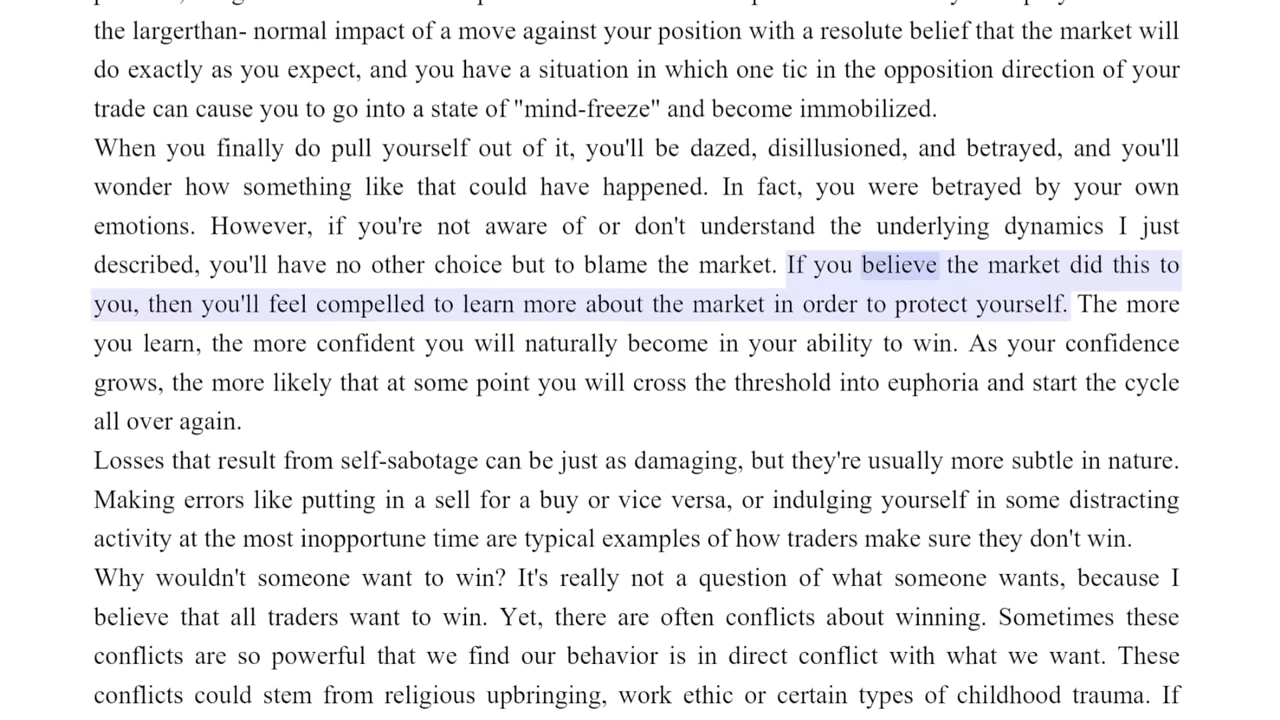 the largerthan- normal impact of a move against your position with a resolute belief that the market will
do exactly as you expect, and you have a situation in which one tic in the opposition direction of your
trade can cause you to go into a state of "mind-freeze" and become immobilized.
When you finally do pull yourself out of it, you'll be dazed, disillusioned, and betrayed, and you'll
wonder how something like that could have happened. In fact, you were betrayed by your own
emotions. However, if you're not aware of or don't understand the underlying dynamics I just
described, you'll have no other choice but to blame the market. If you believe the market did this to
you, then you'll feel compelled to learn more about the market in order to protect yourself. The more
you learn, the more confident you will naturally become in your ability to win. As your confidence
grows, the more likely that at some point you will cross the threshold into euphoria and start the cycle
all over again.
Losses that result from self-sabotage can be just as damaging, but they're usually more subtle in nature.
Making errors like putting in a sell for a buy or vice versa, or indulging yourself in some distracting
activity at the most inopportune time are typical examples of how traders make sure they don't win.
Why wouldn't someone want to win? It's really not a question of what someone wants, because I
believe that all traders want to win. Yet, there are often conflicts about winning. Sometimes these
conflicts are so powerful that we find our behavior is in direct conflict with what we want. These
conflicts could stem from religious upbringing, work ethic or certain types of childhood trauma. If